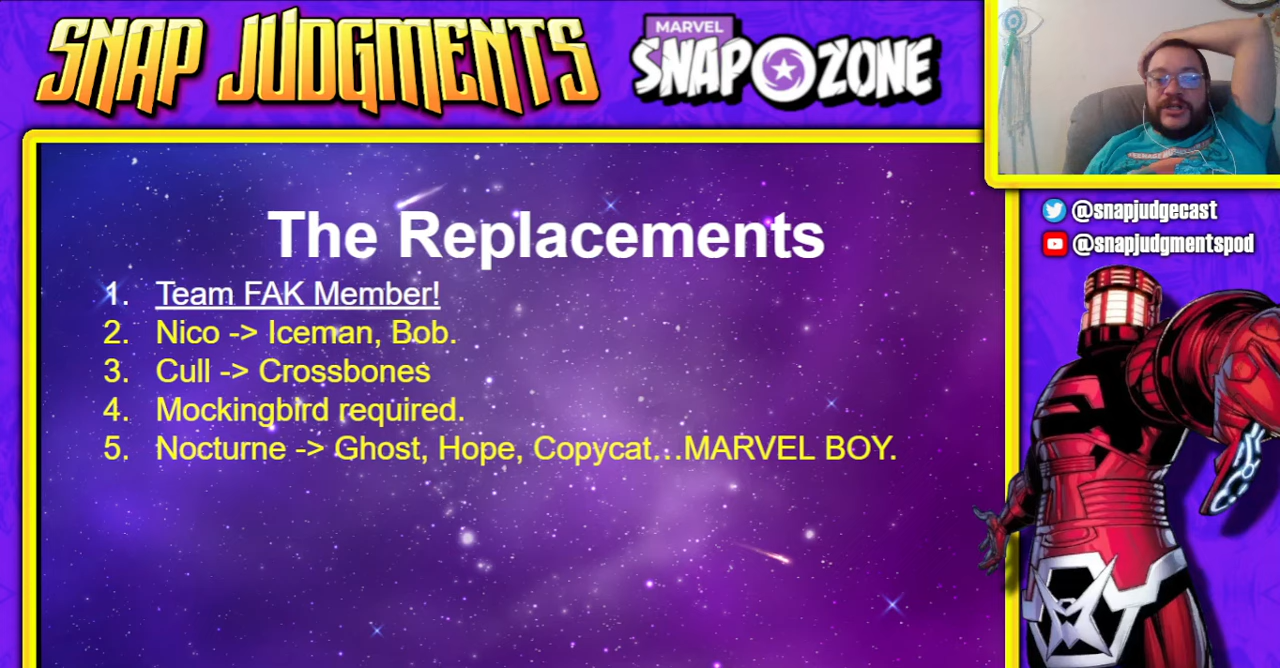 SNAP JUDGMENTS
MARVEL
SNAP ZONE
The Replacements
1. Team FAK Member!
2. Nico -> Iceman, Bob.
3. Cull -> Crossbones
4. Mockingbird required.
5. Nocturne -> Ghost, Hope, Copycat…MARVEL BOY.
@snapjudgecast
@snapjudgmentspod
TEENAGE